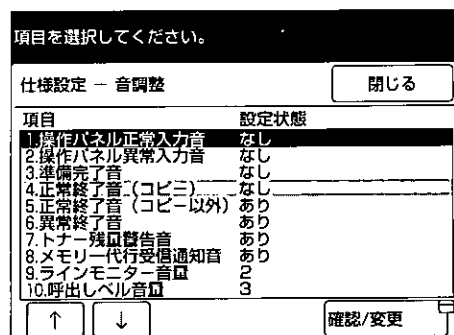 項目を選択してください。
仕様設定 － 音調整
閉じる
項目 設定状態
1.操作パネル正常入力音 なし
2.操作パネル異常入力音 なし
3.準備完了音 なし
4.正常終了音（コピー） なし
5.正常終了音（コピー以外） あり
6.異常終了音 あり
7.トナー残量警告音 あり
8.メモリー代行受信通知音 あり
9.ラインモニター音量 2
10.呼出しベル音量 3
↑ ↓ 確認/変更